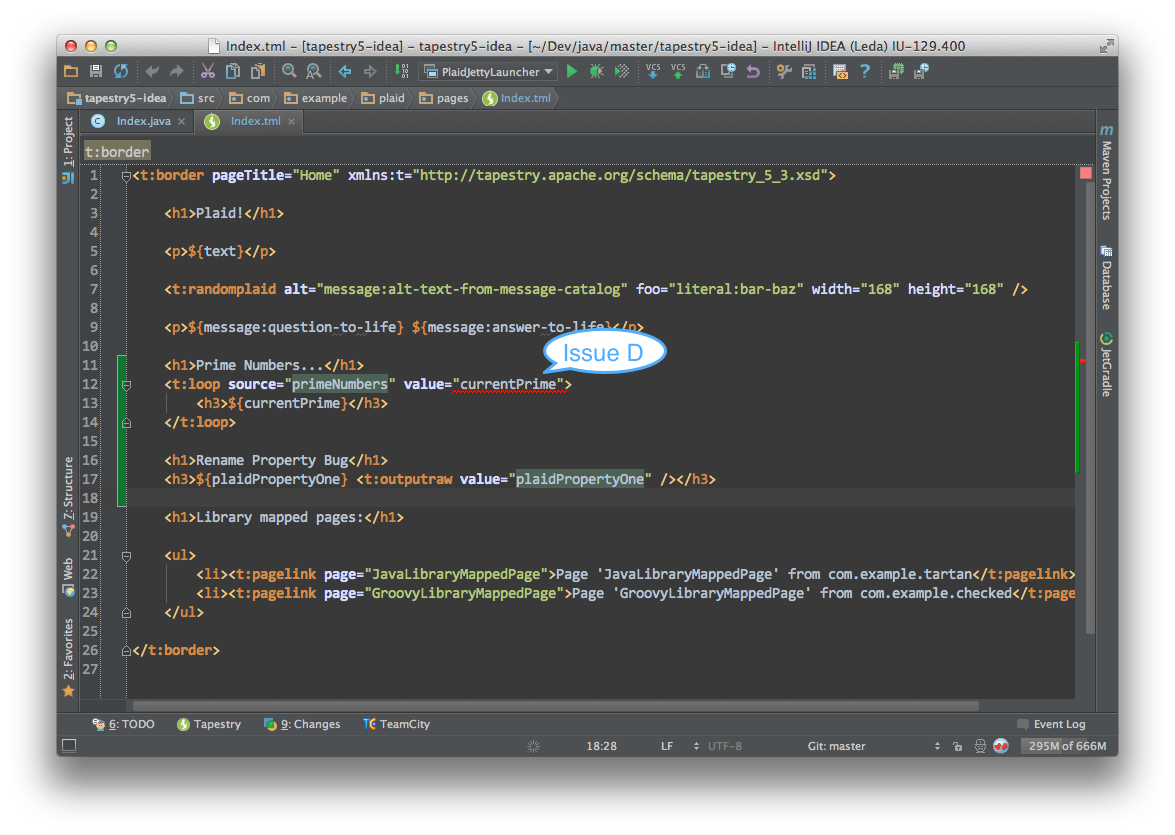 Index.tml - [tapestry5-idea] - tapestry5-idea - [~/Dev/java/master/tapestry5-idea] - IntelliJ IDEA (Leda) IU-129.400
PlaidJettyLauncher
VCS VCS
tapestry5-idea src com example plaid pages Index.tml
Index.java Index.tml
t:border
1: Project
Z: Structure
Web
2: Favorites
1 <t:border pageTitle="Home" xmlns:t="http://tapestry.apache.org/schema/tapestry_5_3.xsd">
2
3 <h1>Plaid!</h1>
4
5 <p>${text}</p>
6
7 <t:randomplaid alt="message:alt-text-from-message-catalog" foo="literal:bar-baz" width="168" height="168" />
8
9 <p>${message:question-to-life} ${message:answer-to-life}</p>
10
Issue D
11 <h1>Prime Numbers...</h1>
12 <t:loop source="primeNumbers" value="currentPrime">
13 <h3>${currentPrime}</h3>
14 </t:loop>
15
16 <h1>Rename Property Bug</h1>
17 <h3>${plaidPropertyOne} <t:outputraw value="plaidPropertyOne" /></h3>
18
19 <h1>Library mapped pages:</h1>
20
21 <ul>
22 <li><t:pagelink page="JavaLibraryMappedPage">Page 'JavaLibraryMappedPage' from com.example.tartan</t:pagelink>
23 <li><t:pagelink page="GroovyLibraryMappedPage">Page 'GroovyLibraryMappedPage' from com.example.checked</t:page
24 </ul>
25
26 </t:border>
27
Maven Projects
Database
JetGradle
6: TODO Tapestry 9: Changes TeamCity Event Log
18:28 LF UTF-8 Git: master 295M of 666M